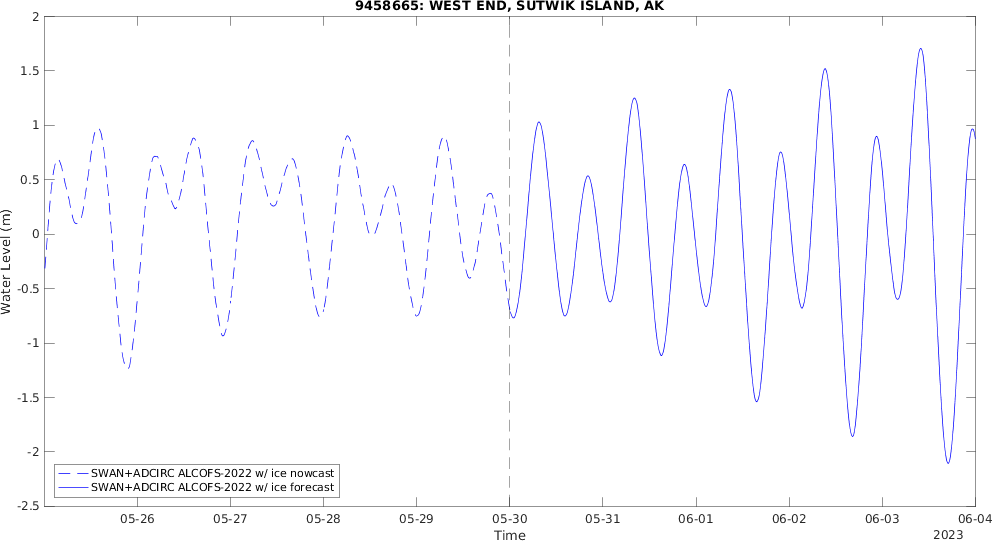 9458665: WEST END, SUTWIK ISLAND, AK
2
1.5
1
0.5
0
-0.5
-1
-1.5
-2
-2.5
Water Level (m)
SWAN+ADCIRC ALCOFS-2022 w/ ice nowcast
SWAN+ADCIRC ALCOFS-2022 w/ ice forecast
05-26 05-27 05-28 05-29 05-30 05-31 06-01 06-02 06-03 06-04
Time
2023